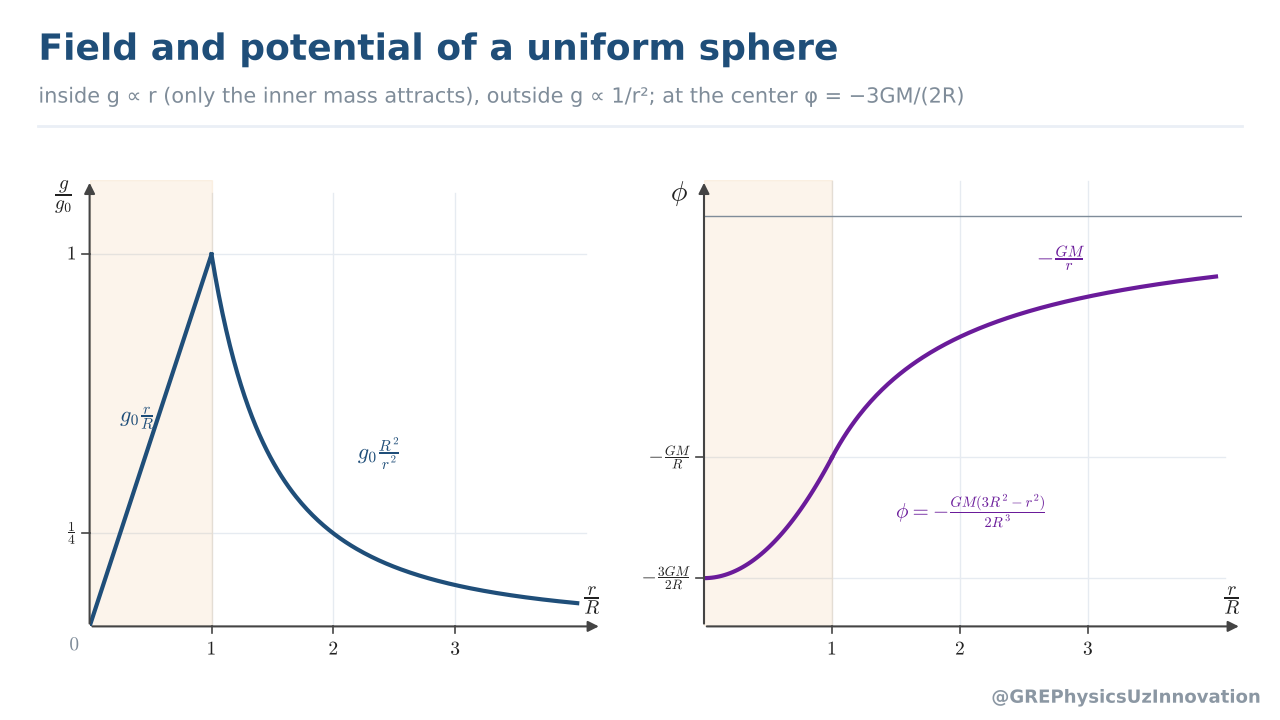 Field and potential of a uniform sphere
inside g ∝ r (only the inner mass attracts), outside g ∝ 1/r²; at the center φ = −3GM/(2R)
g/g₀
1
g₀ r/R
g₀ R²/r²
1/4
r/R
0
1
2
3
ϕ
−GM/r
−GM/R
ϕ = −GM(3R² − r²)/2R³
−3GM/2R
r/R
1
2
3
@GREPhysicsUzInnovation